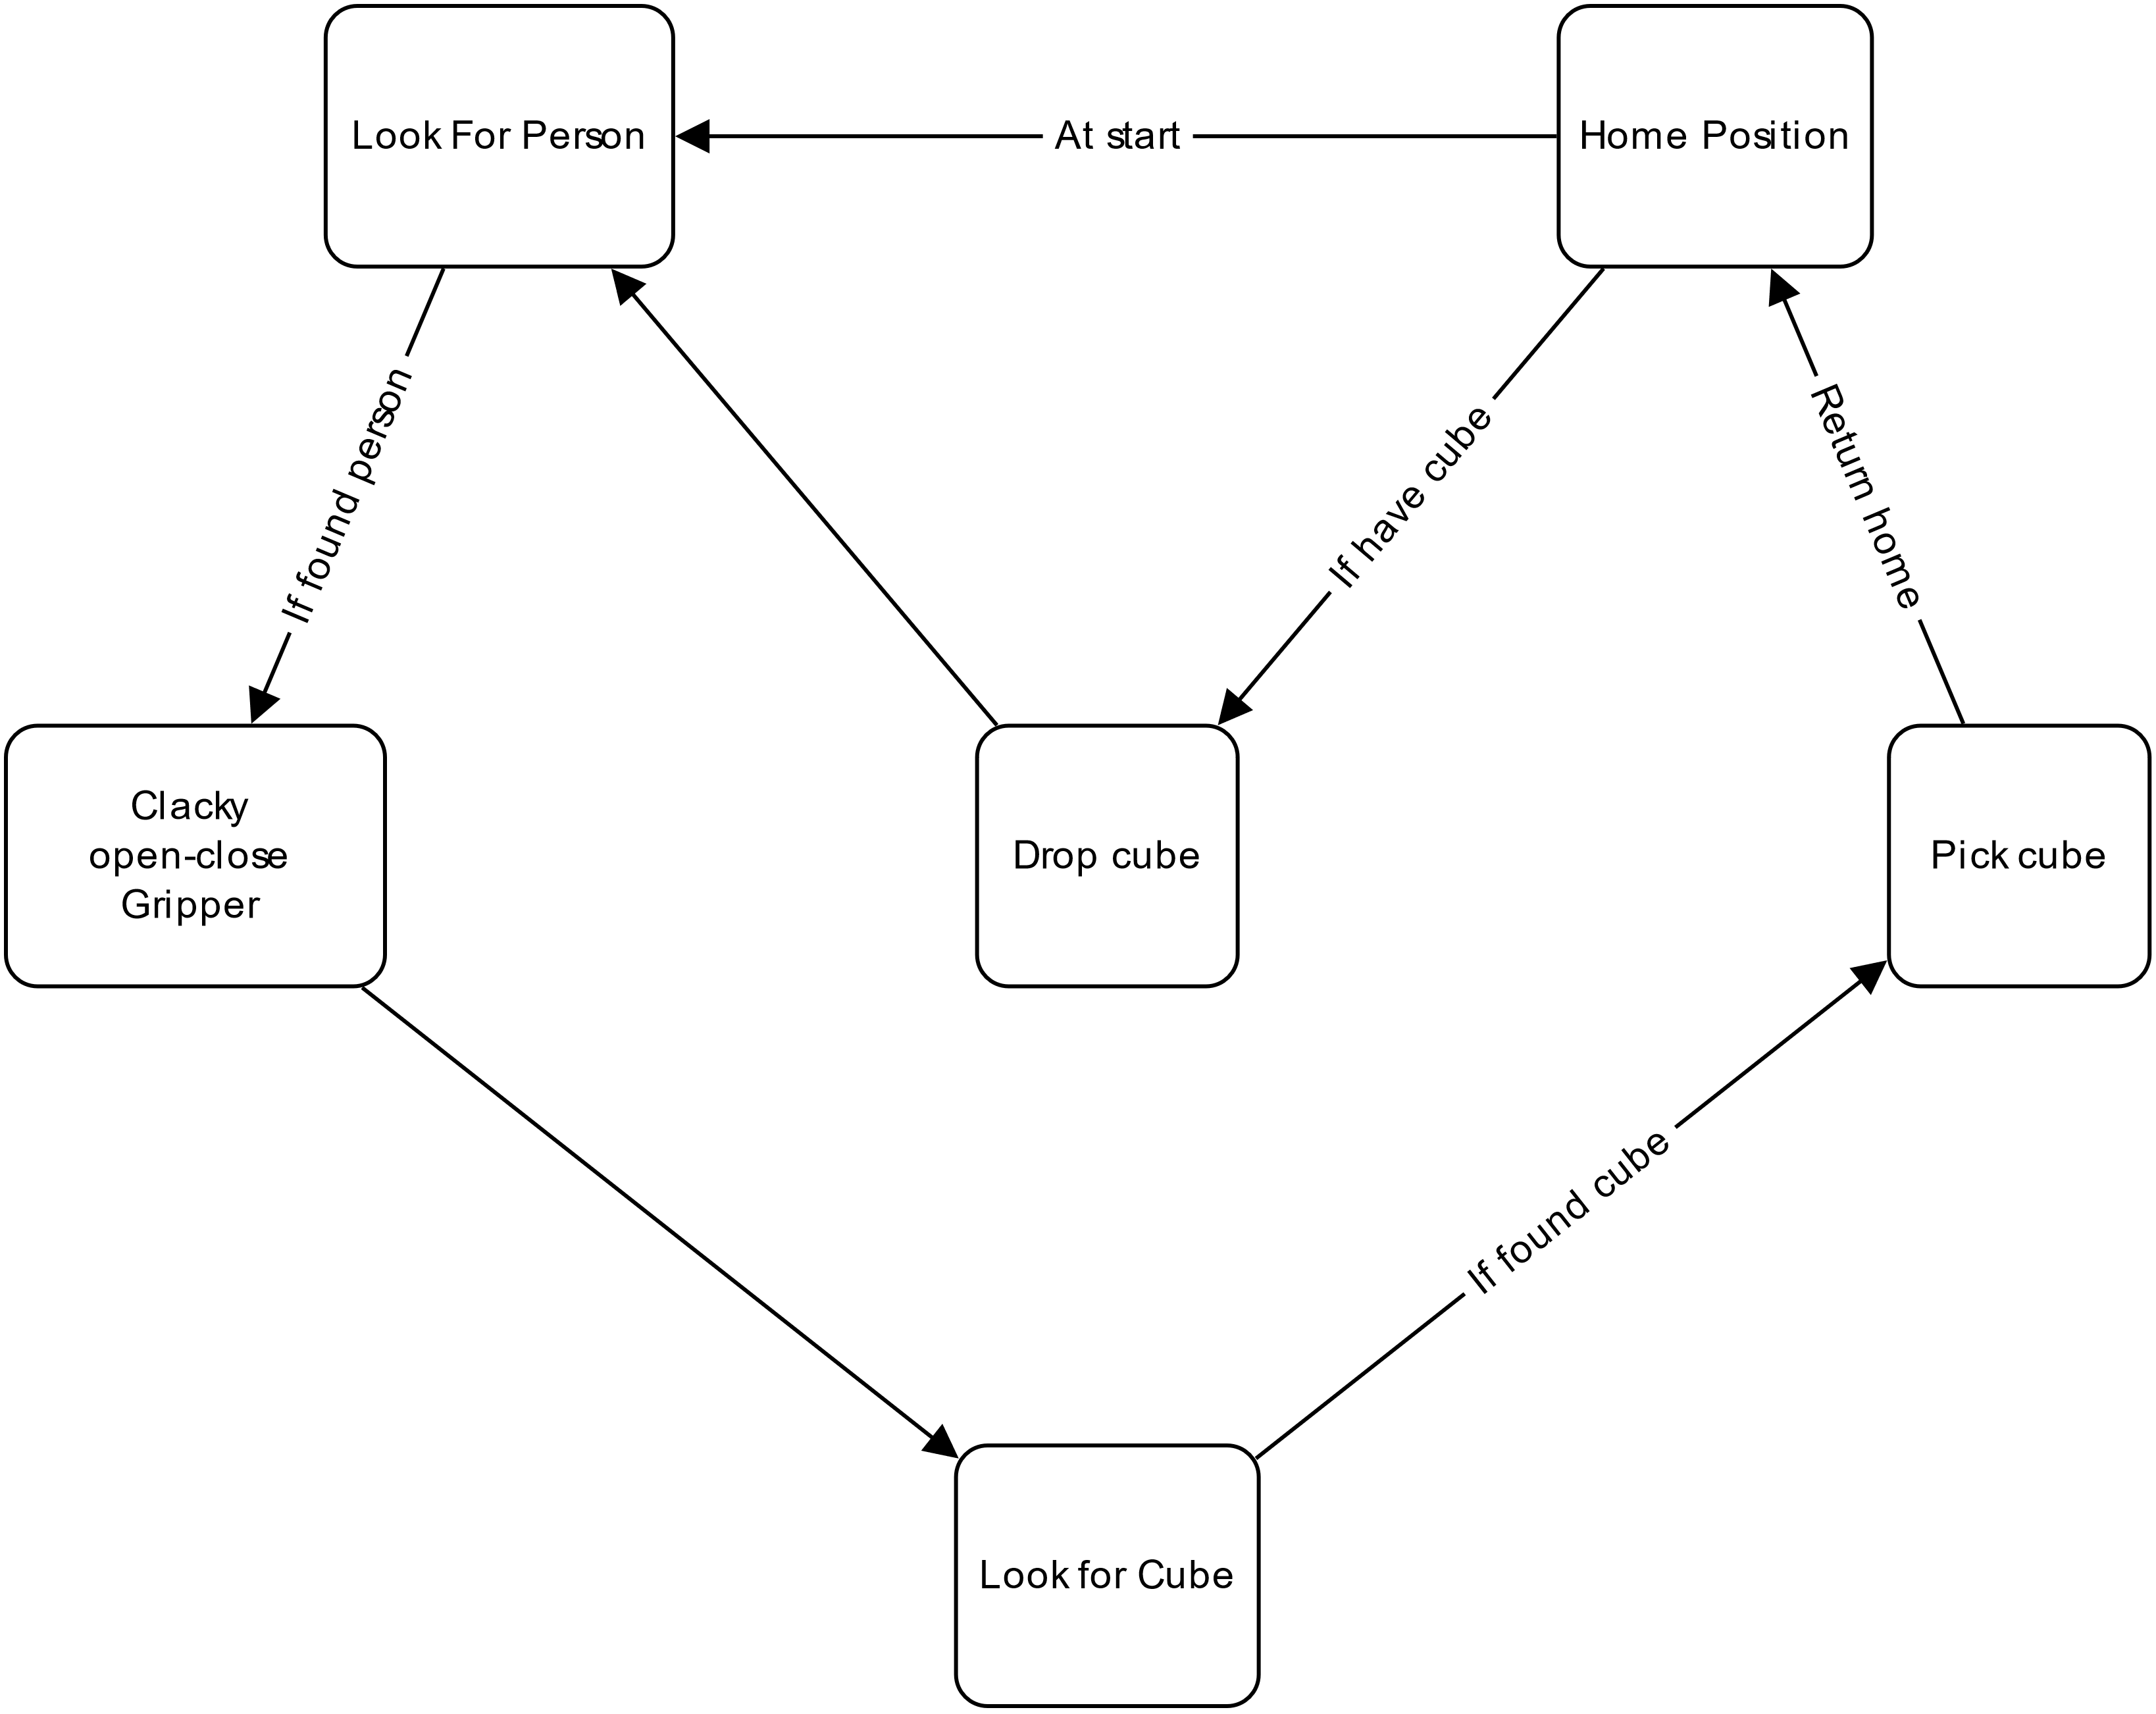 Look For Person
At start
Home Position
If found person
If have cube
Return home
Clacky
open-close
Gripper
Drop cube
Pick cube
If found cube
Look for Cube